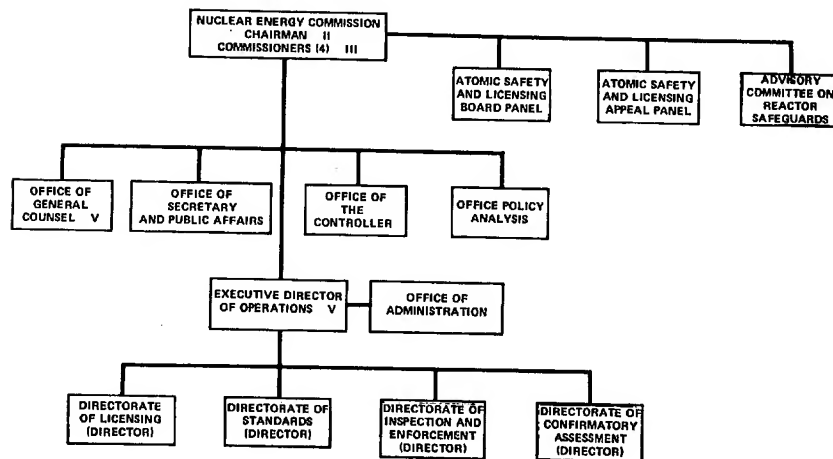 NUCLEAR ENERGY COMMISSION
CHAIRMAN II
COMMISSIONERS (4) III
ATOMIC SAFETY
AND LICENSING
BOARD PANEL
ATOMIC SAFETY
AND LICENSING
APPEAL PANEL
ADVISORY
COMMITTEE ON
REACTOR
SAFEGUARDS
OFFICE OF
GENERAL
COUNSEL V
OFFICE OF
SECRETARY
AND PUBLIC AFFAIRS
OFFICE OF
THE
CONTROLLER
OFFICE POLICY
ANALYSIS
EXECUTIVE DIRECTOR
OF OPERATIONS V
OFFICE OF
ADMINISTRATION
DIRECTORATE
OF LICENSING
(DIRECTOR)
DIRECTORATE OF
STANDARDS
(DIRECTOR)
DIRECTORATE OF
INSPECTION AND
ENFORCEMENT
(DIRECTOR)
DIRECTORATE OF
CONFIRMATORY
ASSESSMENT
(DIRECTOR)